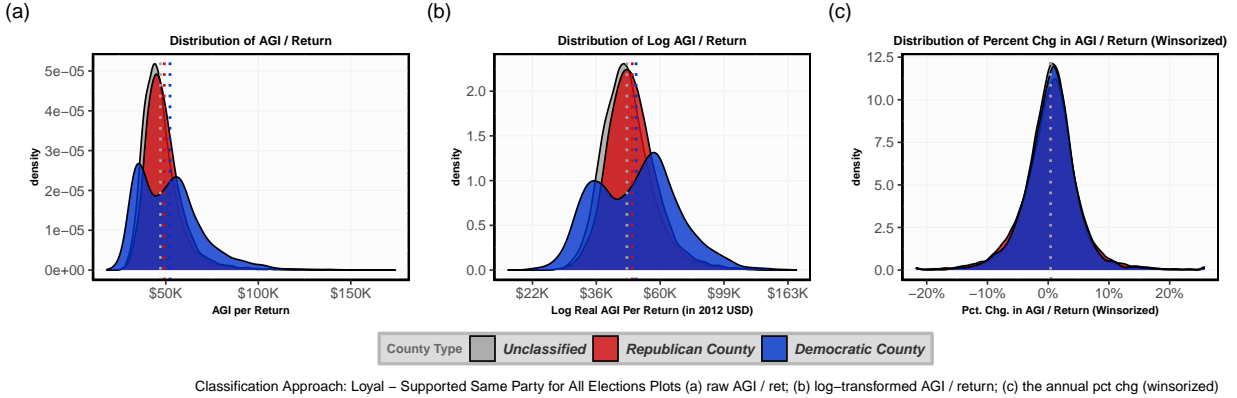 (a)
Distribution of AGI / Return
density
5e−05
4e−05
3e−05
2e−05
1e−05
0e+00
$50K
$100K
$150K
AGI per Return
(b)
Distribution of Log AGI / Return
density
2.0
1.5
1.0
0.5
0.0
$22K
$36K
$60K
$99K
$163K
Log Real AGI Per Return (in 2012 USD)
(c)
Distribution of Percent Chg in AGI / Return (Winsorized)
density
12.5
10.0
7.5
5.0
2.5
0.0
−20%
−10%
0%
10%
20%
Pct. Chg. in AGI / Return (Winsorized)
County Type
Unclassified
Republican County
Democratic County
Classification Approach: Loyal − Supported Same Party for All Elections Plots (a) raw AGI / ret; (b) log−transformed AGI / return; (c) the annual pct chg (winsorized)